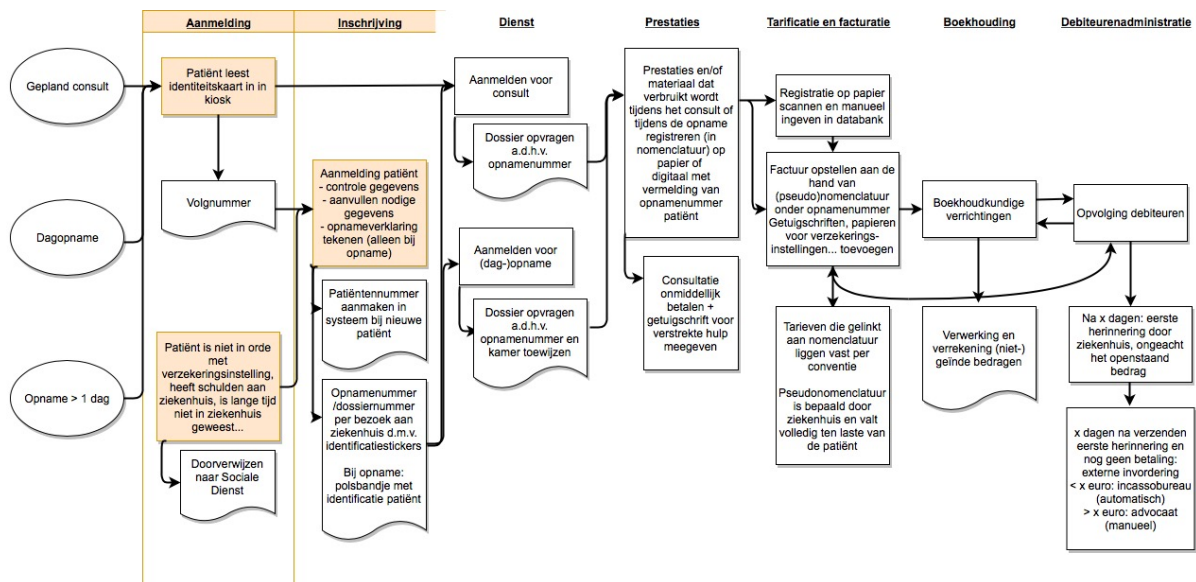 Aanmelding
Inschrijving
Dienst
Prestaties
Tarificatie en facturatie
Boekhouding
Debiteurenadministratie
Gepland consult
Dagopname
Opname > 1 dag
Patiënt leest
identiteitskaart in in
kiosk
Volgnummer
Patiënt is niet in orde
met
verzekeringsinstelling,
heeft schulden aan
ziekenhuis, is lange tijd
niet in ziekenhuis
geweest...
Doorverwijzen
naar Sociale
Dienst
Aanmelding patiënt
- controle gegevens
- aanvullen nodige
gegevens
- opnameverklaring
tekenen (alleen bij
opname)
Patiëntennummer
aanmaken in
systeem bij nieuwe
patiënt
Opnamenummer
/dossiernummer
per bezoek aan
ziekenhuis d.m.v.
identificatiestickers
Bij opname:
polsbandje met
identificatie patiënt
Aanmelden voor
consult
Dossier opvragen
a.d.h.v.
opnamenummer
Aanmelden voor
(dag-)opname
Dossier opvragen
a.d.h.v.
opnamenummer en
kamer toewijzen
Prestaties en/of
materiaal dat
verbruikt wordt
tijdens het consult of
tijdens de opname
registreren (in
nomenclatuur) op
papier of
digitaal met
vermelding van
opnamenummer
patiënt
Consultatie
onmiddellijk
betalen +
getuigschrift voor
verstrekte hulp
meegeven
Registratie op papier
scannen en manueel
ingeven in databank
Factuur opstellen aan de
hand van
(pseudo)nomenclatuur
onder opnamenummer
Getuigschriften, papieren
voor verzekerings-
instellingen... toevoegen
Tarieven die gelinkt
aan nomenclatuur
liggen vast per
conventie
Pseudonomenclatuur
is bepaald door
ziekenhuis en valt
volledig ten laste van
de patiënt
Boekhoudkundige
verrichtingen
Verwerking en
verrekening (niet-)
geïnde bedragen
Opvolging debiteuren
Na x dagen: eerste
herinnering door
ziekenhuis, ongeacht
het openstaand
bedrag
x dagen na verzenden
eerste herinnering en
nog geen betaling:
externe invordering
< x euro: incassobureau
(automatisch)
> x euro: advocaat
(manueel)